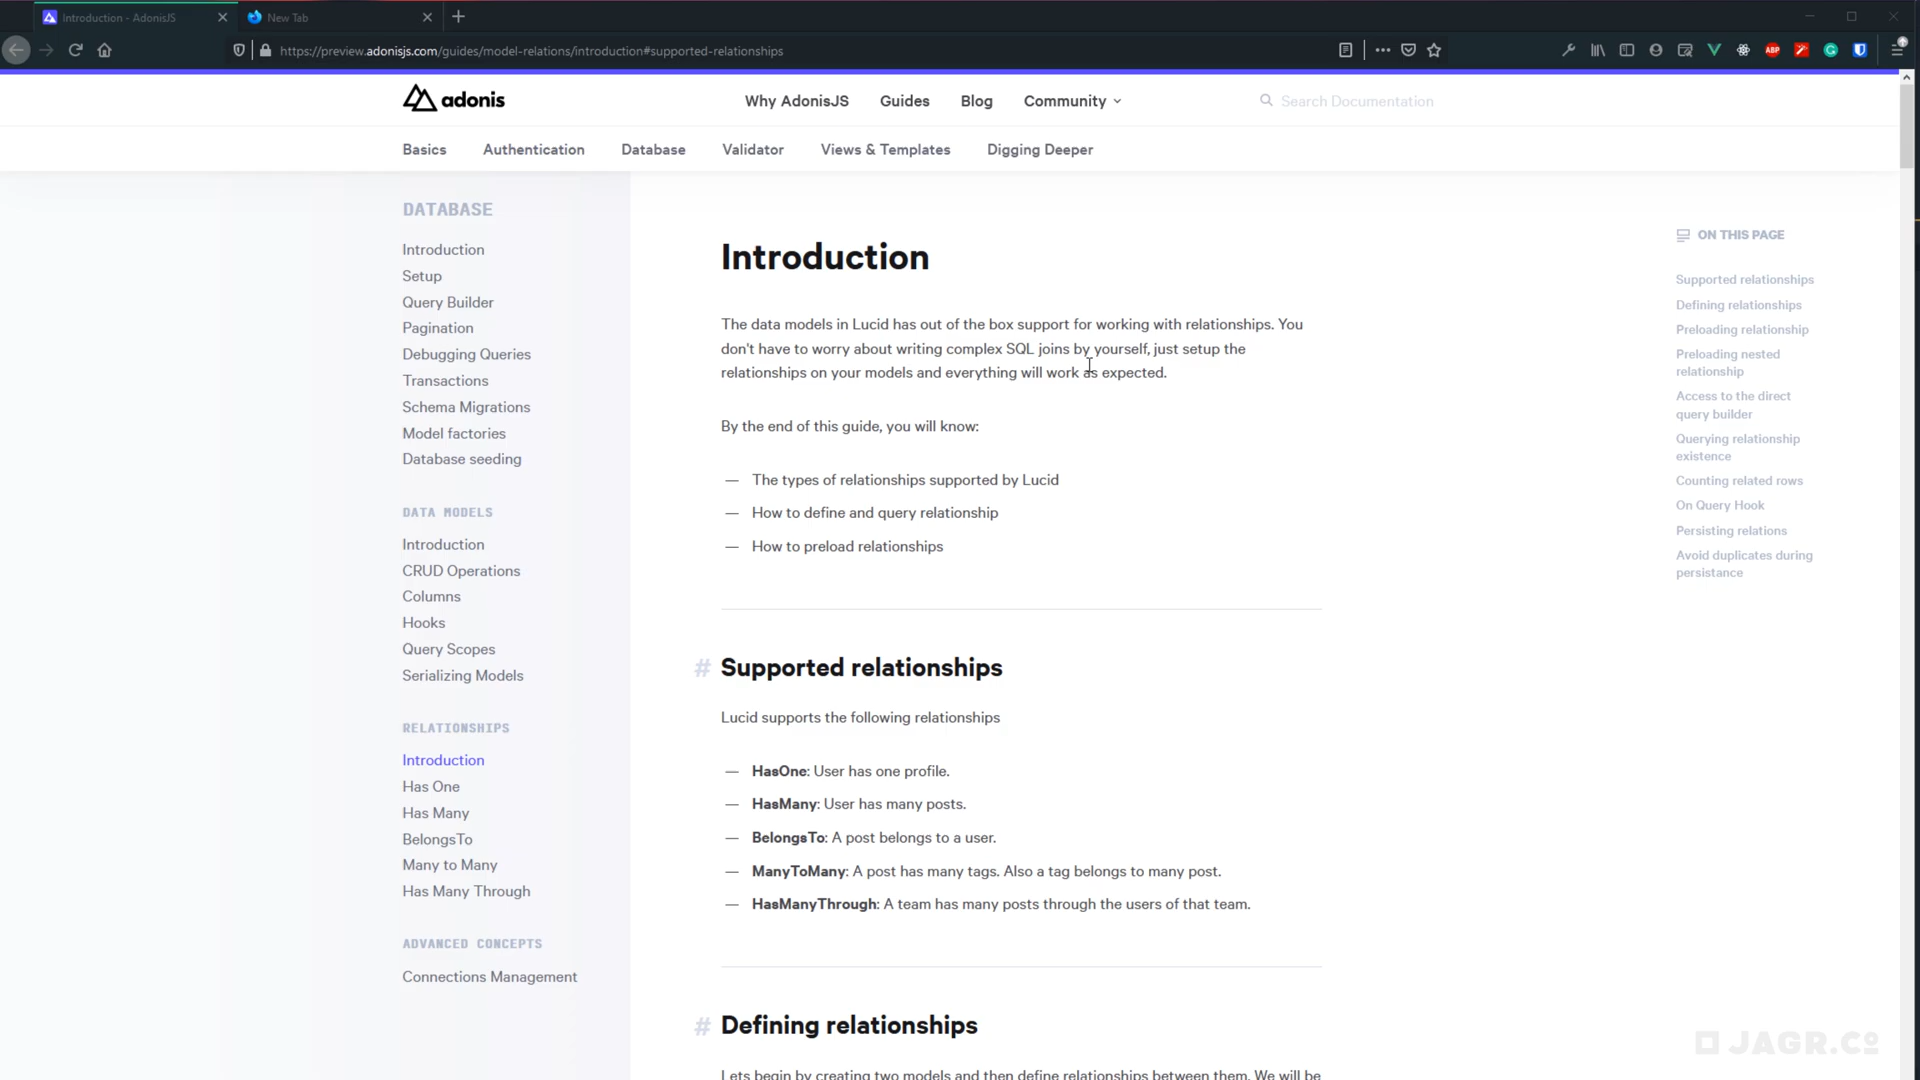 Introduction - AdonisJS
New Tab
https://preview.adonisjs.com/guides/model-relations/introduction#supported-relationships
ABP
adonis
Why AdonisJS
Guides
Blog
Community
Search Documentation
Basics
Authentication
Database
Validator
Views & Templates
Digging Deeper
DATABASE
Introduction
Setup
Query Builder
Pagination
Debugging Queries
Transactions
Schema Migrations
Model factories
Database seeding
DATA MODELS
Introduction
CRUD Operations
Columns
Hooks
Query Scopes
Serializing Models
RELATIONSHIPS
Introduction
Has One
Has Many
BelongsTo
Many to Many
Has Many Through
ADVANCED CONCEPTS
Connections Management
Introduction
The data models in Lucid has out of the box support for working with relationships. You
don't have to worry about writing complex SQL joins by yourself, just setup the
relationships on your models and everything will work as expected.
By the end of this guide, you will know:
— The types of relationships supported by Lucid
— How to define and query relationship
— How to preload relationships
# Supported relationships
Lucid supports the following relationships
— HasOne: User has one profile.
— HasMany: User has many posts.
— BelongsTo: A post belongs to a user.
— ManyToMany: A post has many tags. Also a tag belongs to many post.
— HasManyThrough: A team has many posts through the users of that team.
# Defining relationships
Lets begin by creating two models and then define relationships between them. We will be
ON THIS PAGE
Supported relationships
Defining relationships
Preloading relationship
Preloading nested
relationship
Access to the direct
query builder
Querying relationship
existence
Counting related rows
On Query Hook
Persisting relations
Avoid duplicates during
persistance
JAGR.Co